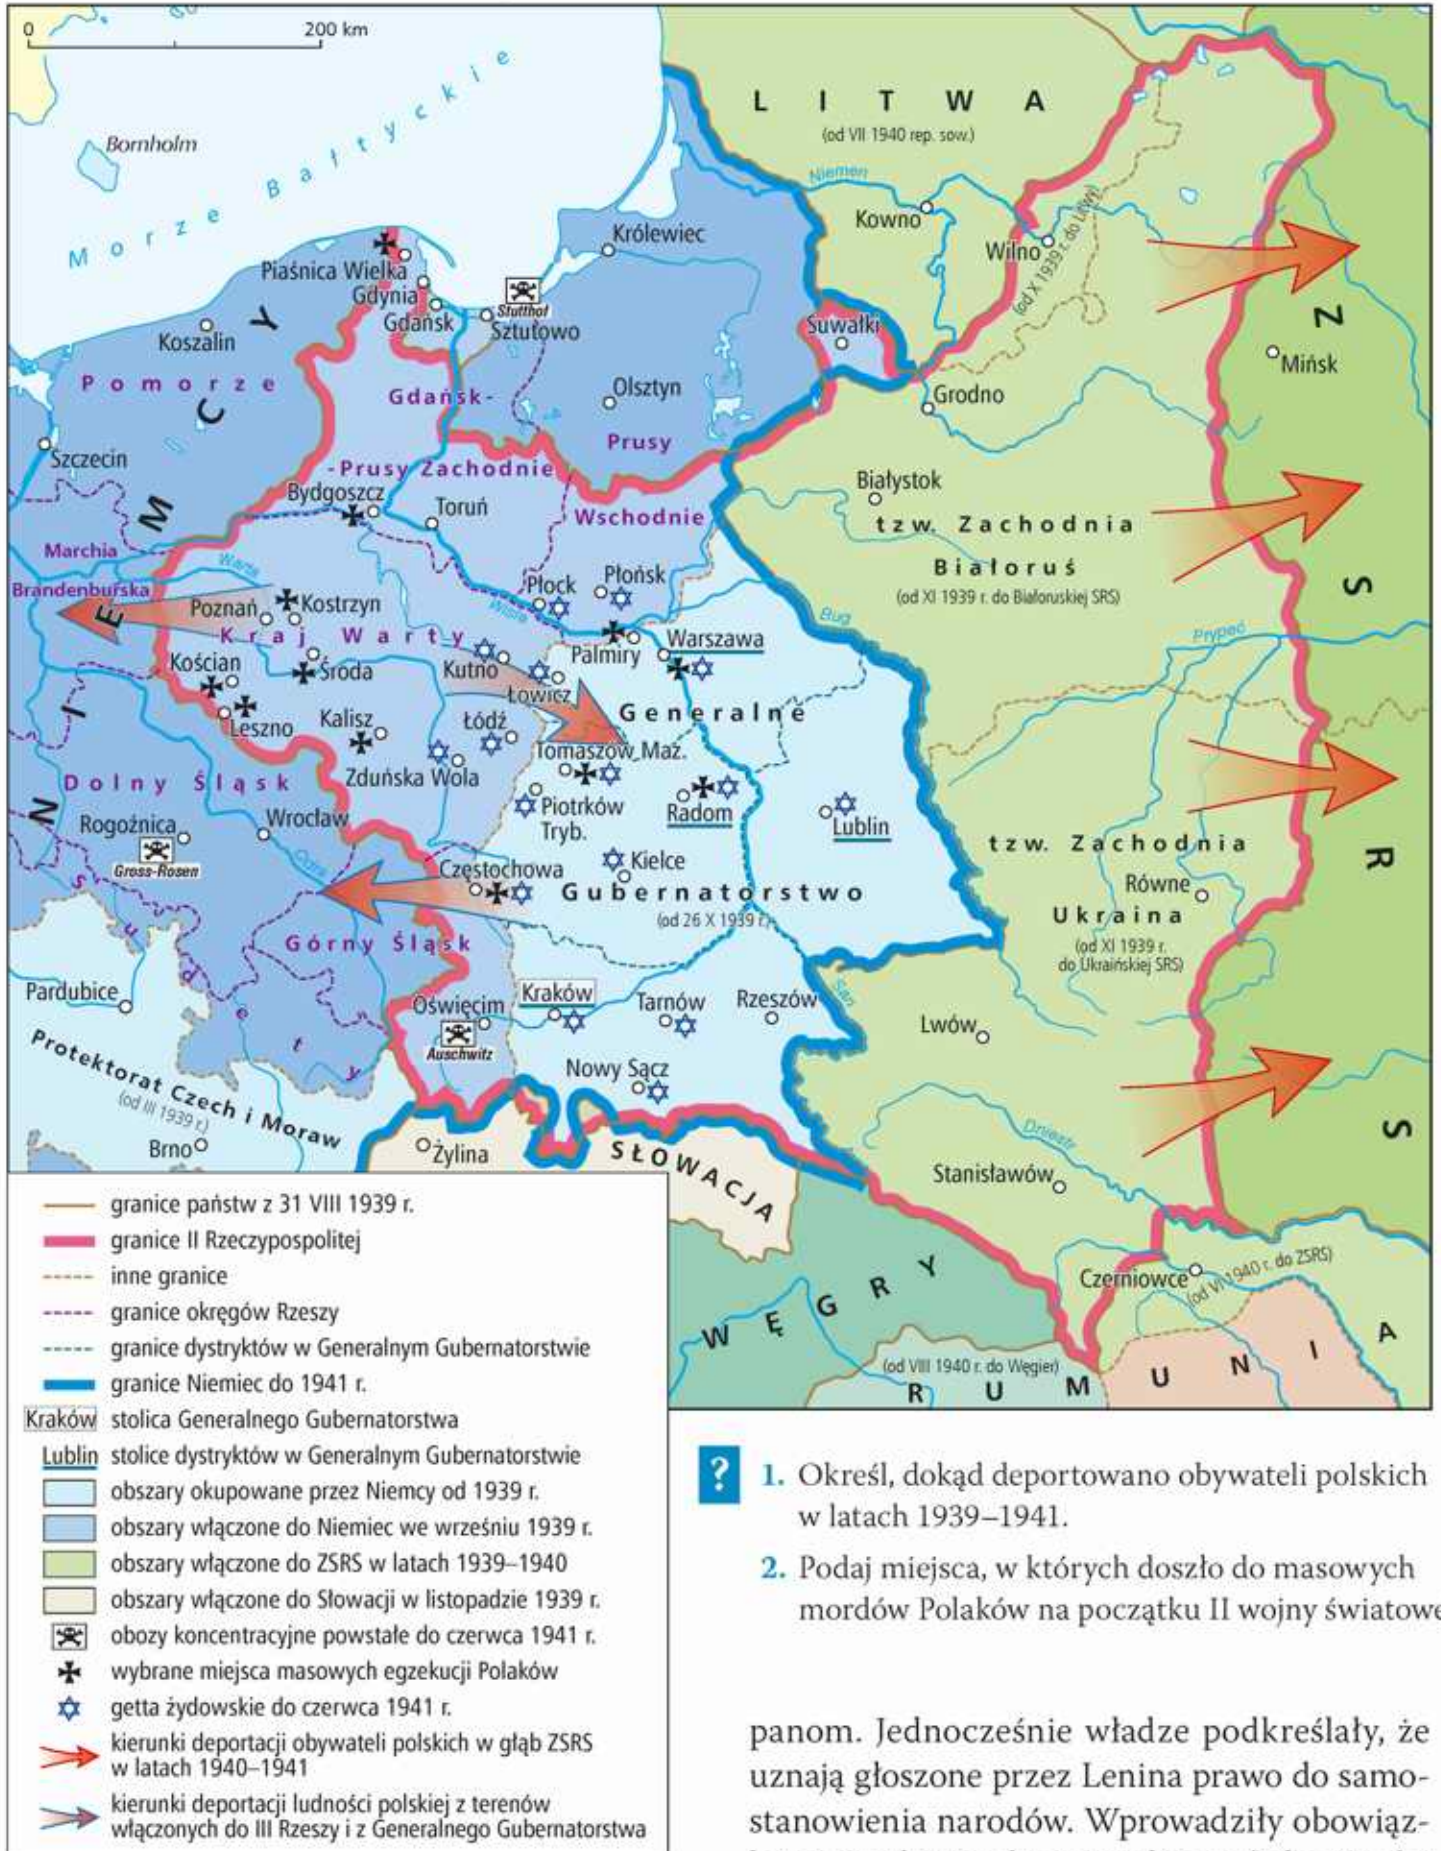 0
200 km
Bornholm
Morze Bałtyckie
LITWA
(od VII 1940 rep. sow.)
Niemen
Kowno
Wilno
(od X 1939 r. do Litwy)
Królewiec
Piaśnica Wielka
Gdynia
Gdańsk
Stutthof
Sztutowo
Suwałki
Koszalin
Pomorze
NIEMCY
Gdańsk-
Olsztyn
Grodno
Mińsk
ZSRS
Prusy
Szczecin
-Prusy Zachodnie
Bydgoszcz
Toruń
Wschodnie
Białystok
tzw. Zachodnia
Białoruś
(od XI 1939 r. do Białoruskiej SRS)
Marchia
Brandenburska
Warta
Płock
Płońsk
Wisła
Bug
Prypeć
Poznań
Kostrzyn
Kraj Warty
Palmiry
Warszawa
Kościan
Środa
Kutno
Łowicz
Leszno
Kalisz
Łódź
Generalne
Tomaszów Maz.
Zduńska Wola
Dolny Śląsk
Piotrków
Tryb.
Radom
Lublin
Rogoźnica
Wrocław
Gross-Rosen
Odra
tzw. Zachodnia
Kielce
Częstochowa
Równe
Gubernatorstwo
(od 26 X 1939 r.)
Ukraina
(od XI 1939 r.
do Ukraińskiej SRS)
Sudety
Górny Śląsk
Pardubice
Oświęcim
Kraków
Tarnów
Rzeszów
San
Lwów
Auschwitz
Protektorat Czech i Moraw
(od III 1939 r.)
Nowy Sącz
Dniestr
Brno
Żylina
SŁOWACJA
Stanisławów
WĘGRY
Czerniowce
(od VI 1940 r. do ZSRS)
(od VIII 1940 r. do Węgier)
RUMUNIA
granice państw z 31 VIII 1939 r.
granice II Rzeczypospolitej
inne granice
granice okręgów Rzeszy
granice dystryktów w Generalnym Gubernatorstwie
granice Niemiec do 1941 r.
Kraków stolica Generalnego Gubernatorstwa
Lublin stolice dystryktów w Generalnym Gubernatorstwie
obszary okupowane przez Niemcy od 1939 r.
obszary włączone do Niemiec we wrześniu 1939 r.
obszary włączone do ZSRS w latach 1939–1940
obszary włączone do Słowacji w listopadzie 1939 r.
obozy koncentracyjne powstałe do czerwca 1941 r.
wybrane miejsca masowych egzekucji Polaków
getta żydowskie do czerwca 1941 r.
kierunki deportacji obywateli polskich w głąb ZSRS
w latach 1940–1941
kierunki deportacji ludności polskiej z terenów
włączonych do III Rzeszy i z Generalnego Gubernatorstwa
?
1. Określ, dokąd deportowano obywateli polskich
w latach 1939–1941.
2. Podaj miejsca, w których doszło do masowych
mordów Polaków na początku II wojny światowe
panom. Jednocześnie władze podkreślały, że
uznają głoszone przez Lenina prawo do samo-
stanowienia narodów. Wprowadziły obowiąz-